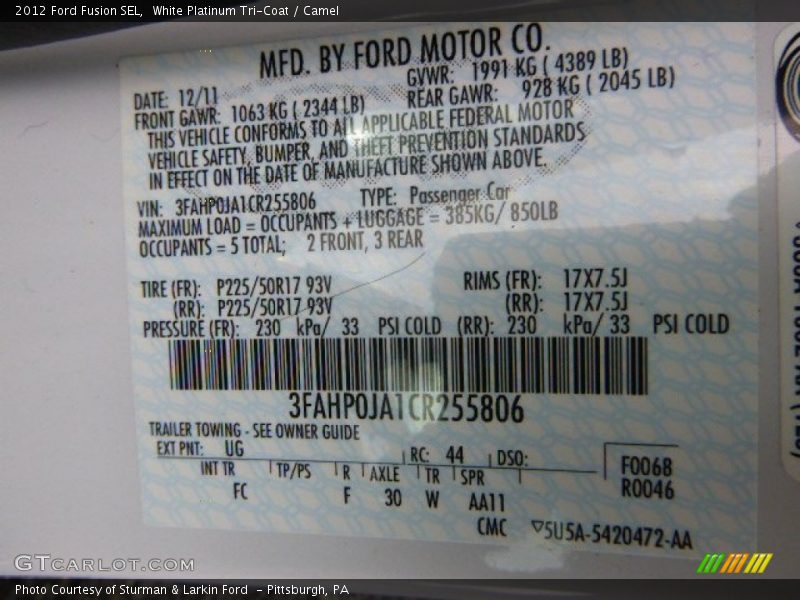 2012 Ford Fusion SEL,  White Platinum Tri-Coat / Camel
MFD. BY FORD MOTOR CO.
DATE: 12/11
GVWR: 1991 KG ( 4389 LB)
FRONT GAWR: 1063 KG ( 2344 LB)
REAR GAWR: 928 KG ( 2045 LB)
THIS VEHICLE CONFORMS TO ALL APPLICABLE FEDERAL MOTOR
VEHICLE SAFETY, BUMPER, AND THEFT PREVENTION STANDARDS
IN EFFECT ON THE DATE OF MANUFACTURE SHOWN ABOVE.
VIN: 3FAHP0JA1CR255806
TYPE: Passenger Car
MAXIMUM LOAD = OCCUPANTS + LUGGAGE = 385KG/ 850LB
OCCUPANTS = 5 TOTAL; 2 FRONT, 3 REAR
TIRE (FR): P225/50R17 93V RIMS (FR): 17X7.5J
(RR): P225/50R17 93V (RR): 17X7.5J
PRESSURE (FR): 230 kPa/ 33 PSI COLD (RR): 230 kPa/ 33 PSI COLD
3FAHP0JA1CR255806
TRAILER TOWING - SEE OWNER GUIDE
EXT PNT: UG RC: 44 DSO:
INT TR TP/PS R AXLE TR SPR
FC F 30 W AA11
F0068
R0046
CMC ▽5U5A-5420472-AA
GTCARLOT.COM
Photo Courtesy of Sturman & Larkin Ford  - Pittsburgh, PA